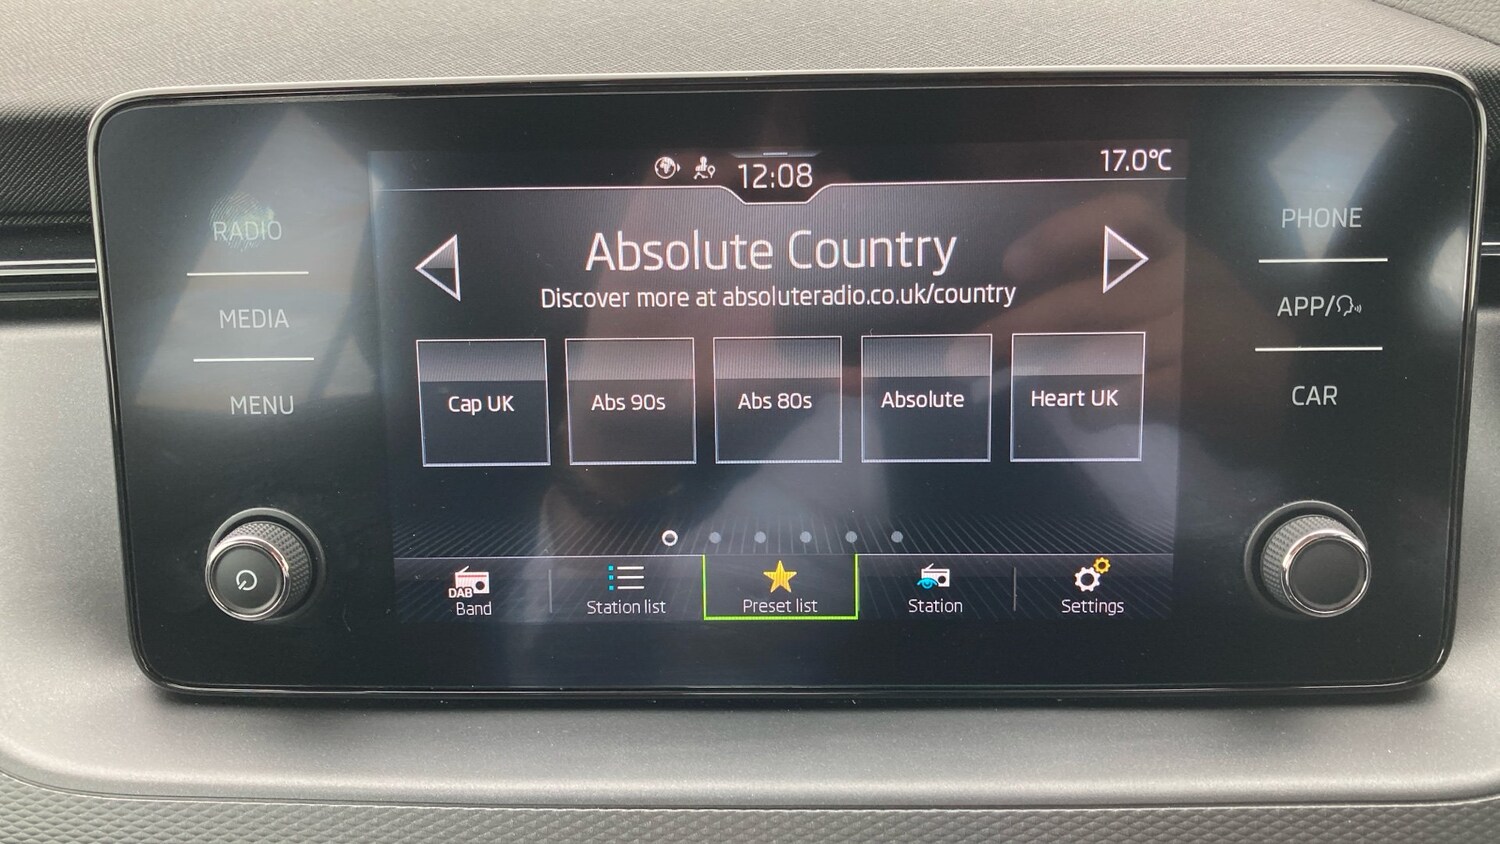 12:08
17.0°C
RADIO
MEDIA
MENU
Absolute Country
Discover more at absoluteradio.co.uk/country
Cap UK
Abs 90s
Abs 80s
Absolute
Heart UK
DAB
Band
Station list
Preset list
Station
Settings
PHONE
APP/
CAR